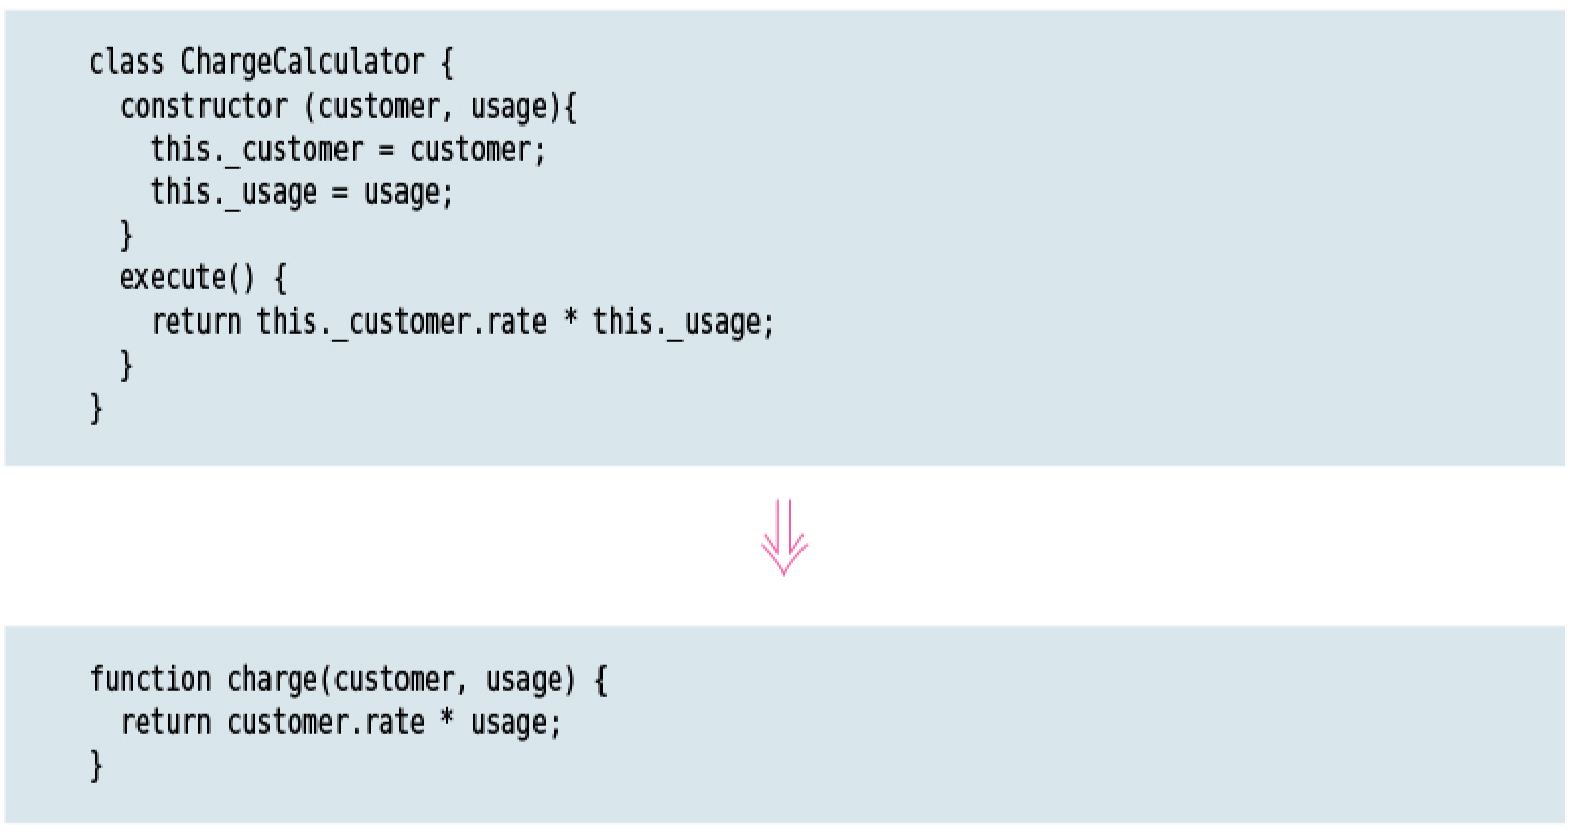 class ChargeCalculator {
  constructor (customer, usage){
    this._customer = customer;
    this._usage = usage;
  }
  execute() {
    return this._customer.rate * this._usage;
  }
}
function charge(customer, usage) {
  return customer.rate * usage;
}